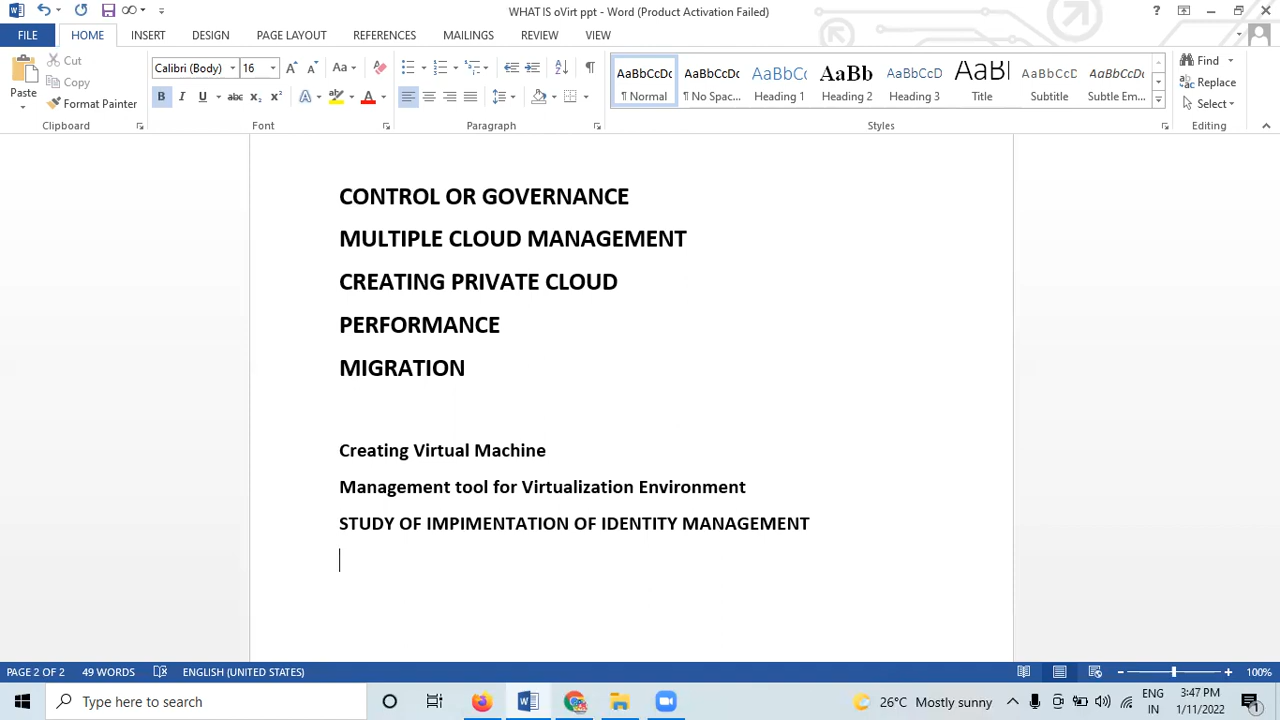 WHAT IS oVirt ppt - Word (Product Activation Failed)
FILE HOME INSERT DESIGN PAGE LAYOUT REFERENCES MAILINGS REVIEW VIEW
Paste
Cut
Copy
Format Painter
Clipboard
Calibri (Body) 16
Font
Paragraph
AaBbCcDc AaBbCcDc AaBbCc AaBb AaBbCcD AaBl AaBbCcD AaBbCcDc
¶ Normal ¶ No Spac... Heading 1 Heading 2 Heading 3 Title Subtitle Subtle Em...
Styles
Find
Replace
Select
Editing
CONTROL OR GOVERNANCE
MULTIPLE CLOUD MANAGEMENT
CREATING PRIVATE CLOUD
PERFORMANCE
MIGRATION
Creating Virtual Machine
Management tool for Virtualization Environment
STUDY OF IMPIMENTATION OF IDENTITY MANAGEMENT
PAGE 2 OF 2 49 WORDS ENGLISH (UNITED STATES) 100%
Type here to search
26°C Mostly sunny
ENG
IN
3:47 PM
1/11/2022